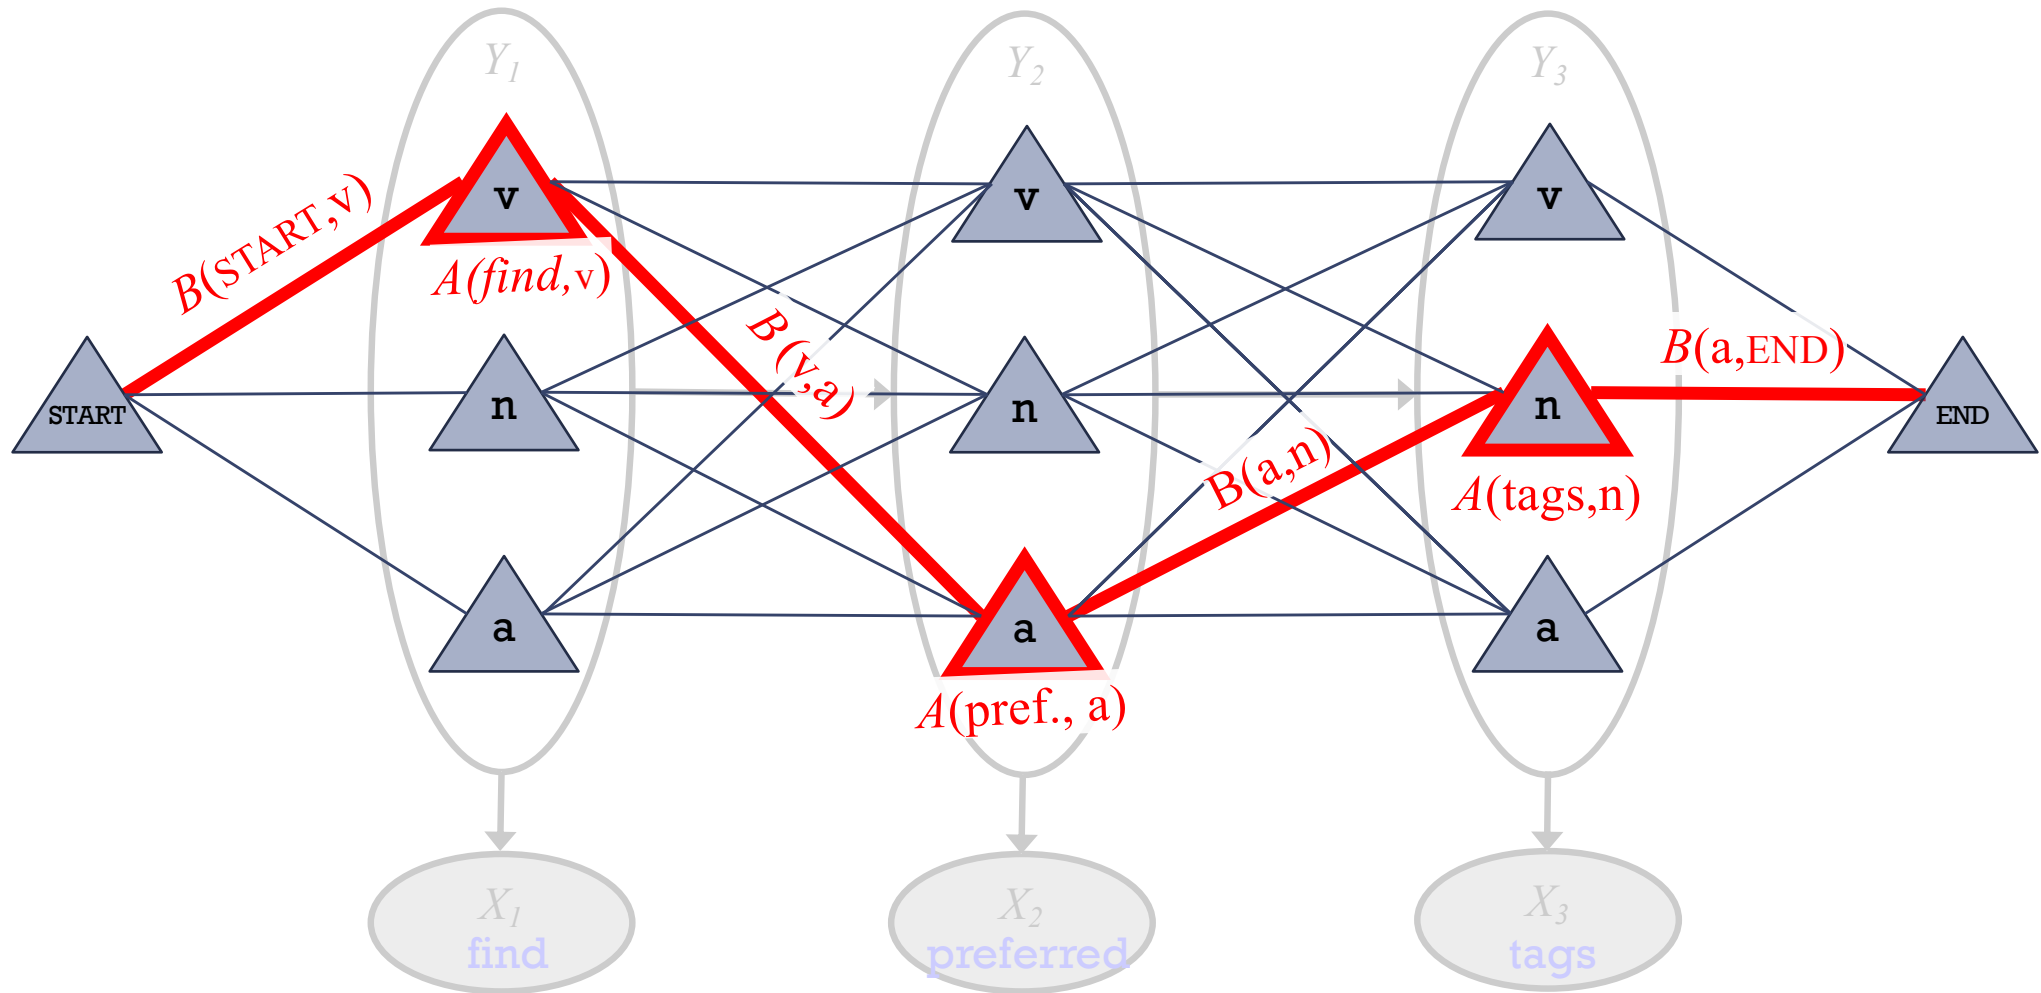 Y1
Y2
Y3
v
v
v
B(START,v)
A(find,v)
B (v,a)
B(a,END)
START
n
n
n
END
B(a,n)
A(tags,n)
a
a
a
A(pref., a)
X1
X2
X3
find
preferred
tags